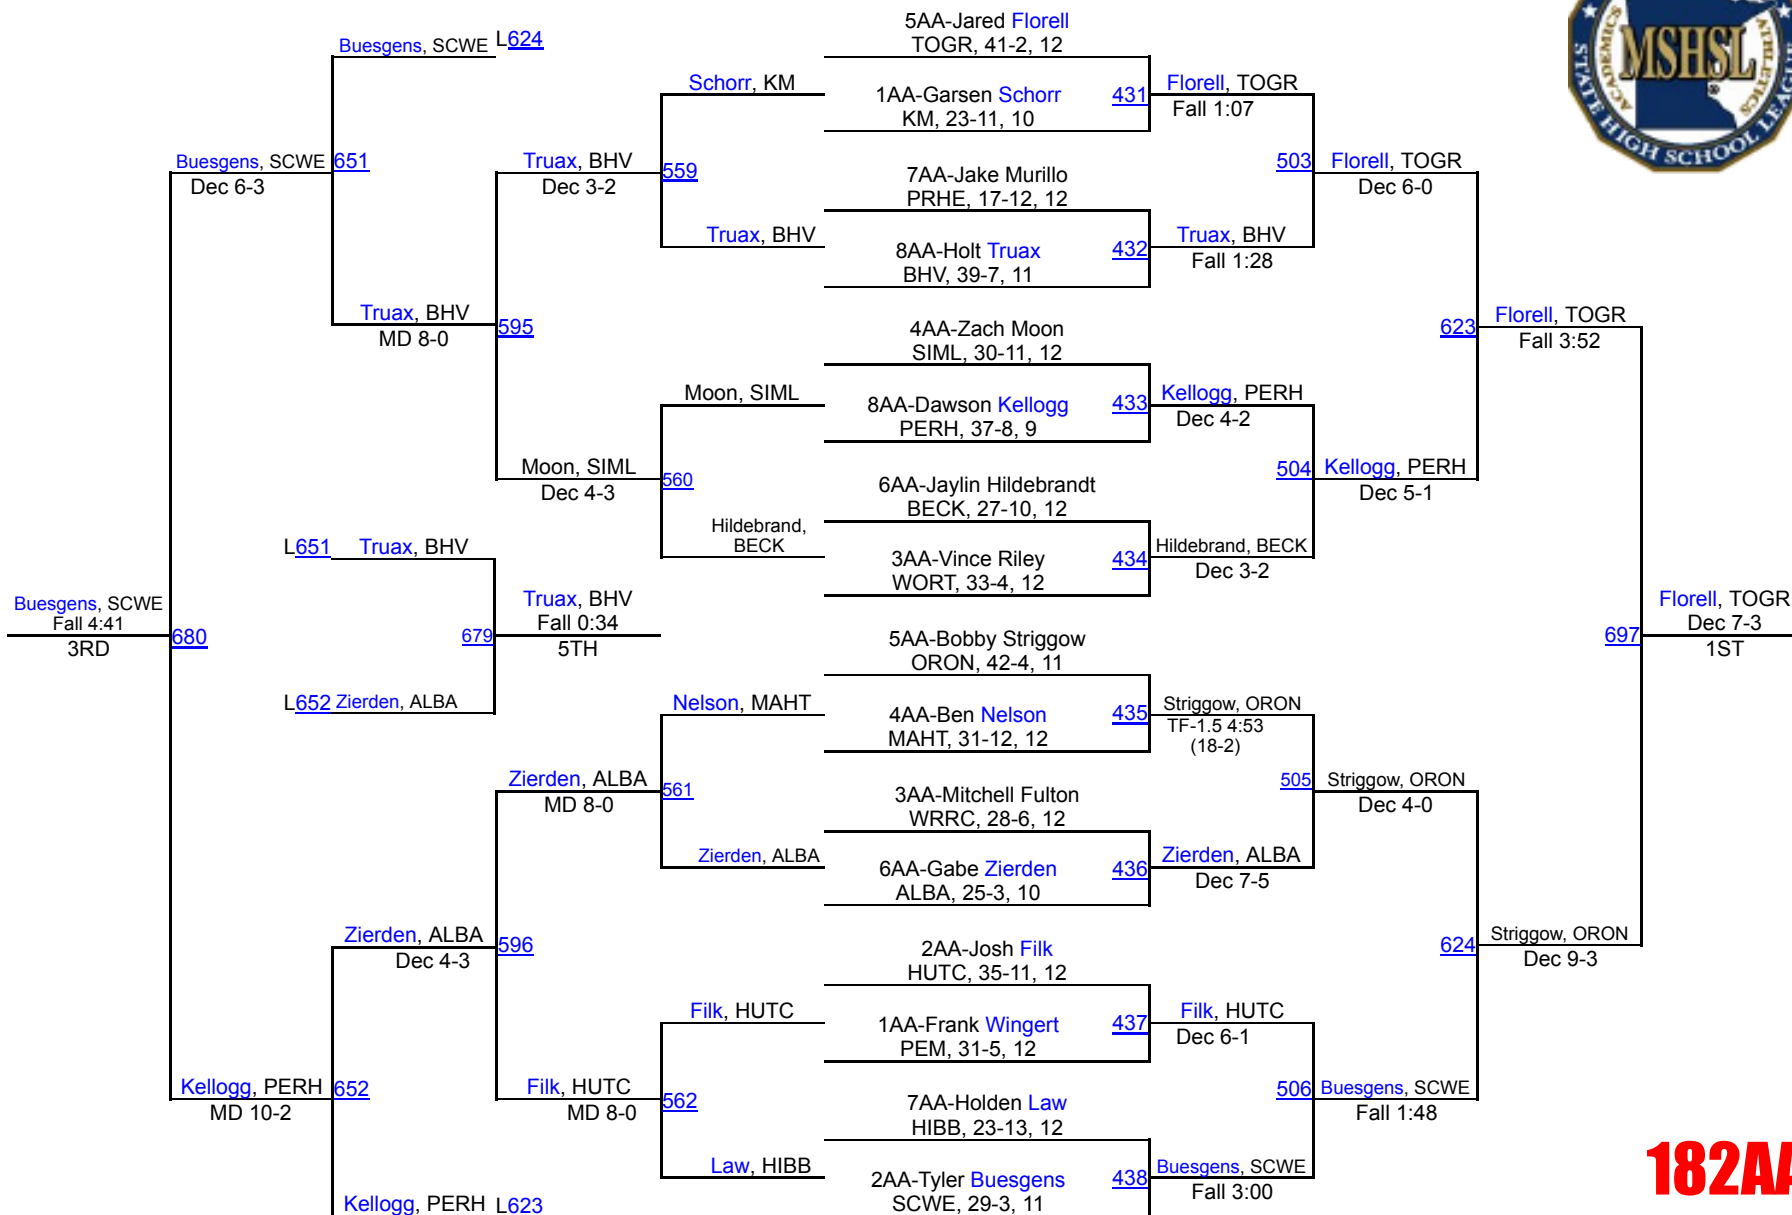 5AA-Jared Florell
TOGR, 41-2, 12
1AA-Garsen Schorr
KM, 23-11, 10
431
7AA-Jake Murillo
PRHE, 17-12, 12
8AA-Holt Truax
BHV, 39-7, 11
432
4AA-Zach Moon
SIML, 30-11, 12
8AA-Dawson Kellogg
PERH, 37-8, 9
433
6AA-Jaylin Hildebrandt
BECK, 27-10, 12
3AA-Vince Riley
WORT, 33-4, 12
434
5AA-Bobby Striggow
ORON, 42-4, 11
4AA-Ben Nelson
MAHT, 31-12, 12
435
3AA-Mitchell Fulton
WRRC, 28-6, 12
6AA-Gabe Zierden
ALBA, 25-3, 10
436
2AA-Josh Filk
HUTC, 35-11, 12
1AA-Frank Wingert
PEM, 31-5, 12
437
7AA-Holden Law
HIBB, 23-13, 12
2AA-Tyler Buesgens
SCWE, 29-3, 11
438
Florell, TOGR
Fall 1:07
Truax, BHV
Fall 1:28
Kellogg, PERH
Dec 4-2
Hildebrand, BECK
Dec 3-2
Striggow, ORON
TF-1.5 4:53
(18-2)
Zierden, ALBA
Dec 7-5
Filk, HUTC
Dec 6-1
Buesgens, SCWE
Fall 3:00
503
Florell, TOGR
Dec 6-0
504
Kellogg, PERH
Dec 5-1
505
Striggow, ORON
Dec 4-0
506
Buesgens, SCWE
Fall 1:48
623
Florell, TOGR
Fall 3:52
624
Striggow, ORON
Dec 9-3
697
Florell, TOGR
Dec 7-3
1ST
Schorr, KM
Truax, BHV
Moon, SIML
Hildebrand,
BECK
Nelson, MAHT
Zierden, ALBA
Filk, HUTC
Law, HIBB
559
Truax, BHV
Dec 3-2
560
Moon, SIML
Dec 4-3
561
Zierden, ALBA
MD 8-0
562
Filk, HUTC
MD 8-0
Buesgens, SCWE L624
595
Truax, BHV
MD 8-0
596
Zierden, ALBA
Dec 4-3
Kellogg, PERH L623
651
Buesgens, SCWE
Dec 6-3
652
Kellogg, PERH
MD 10-2
L651 Truax, BHV
L652 Zierden, ALBA
679
Truax, BHV
Fall 0:34
5TH
680
Buesgens, SCWE
Fall 4:41
3RD
MSHSL
ACADEMICS
ATHLETICS
STATE HIGH SCHOOL LEAGUE
182AA